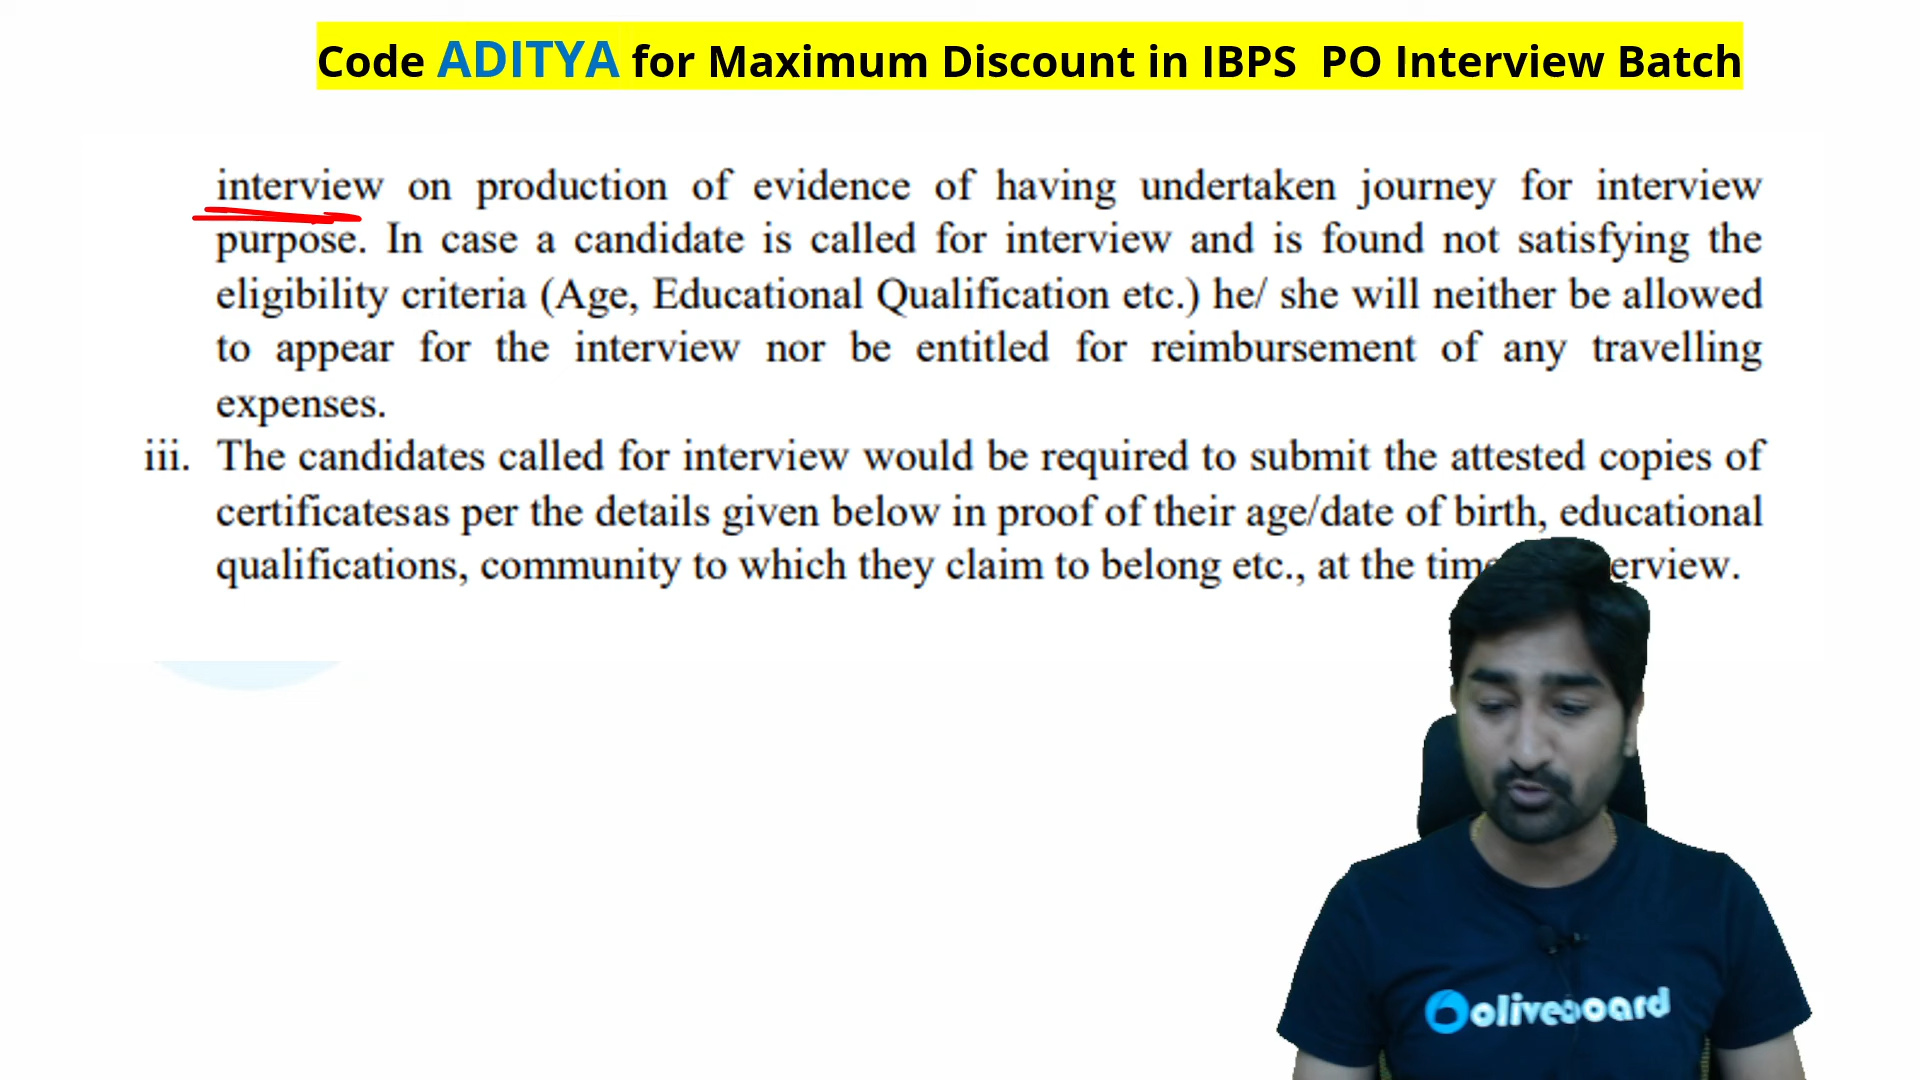 Code ADITYA for Maximum Discount in IBPS PO Interview Batch
interview on production of evidence of having undertaken journey for interview
purpose. In case a candidate is called for interview and is found not satisfying the
eligibility criteria (Age, Educational Qualification etc.) he/ she will neither be allowed
to appear for the interview nor be entitled for reimbursement of any travelling
expenses.
iii. The candidates called for interview would be required to submit the attested copies of
certificatesas per the details given below in proof of their age/date of birth, educational
qualifications, community to which they claim to belong etc., at the
oliveboard